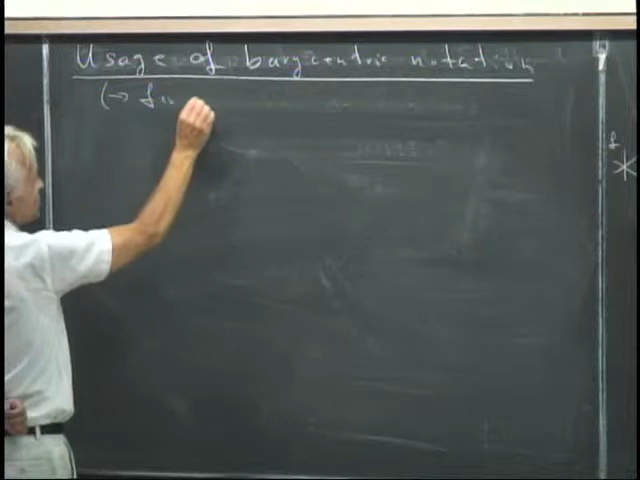 Usage of barycentric notation
(→ f
*